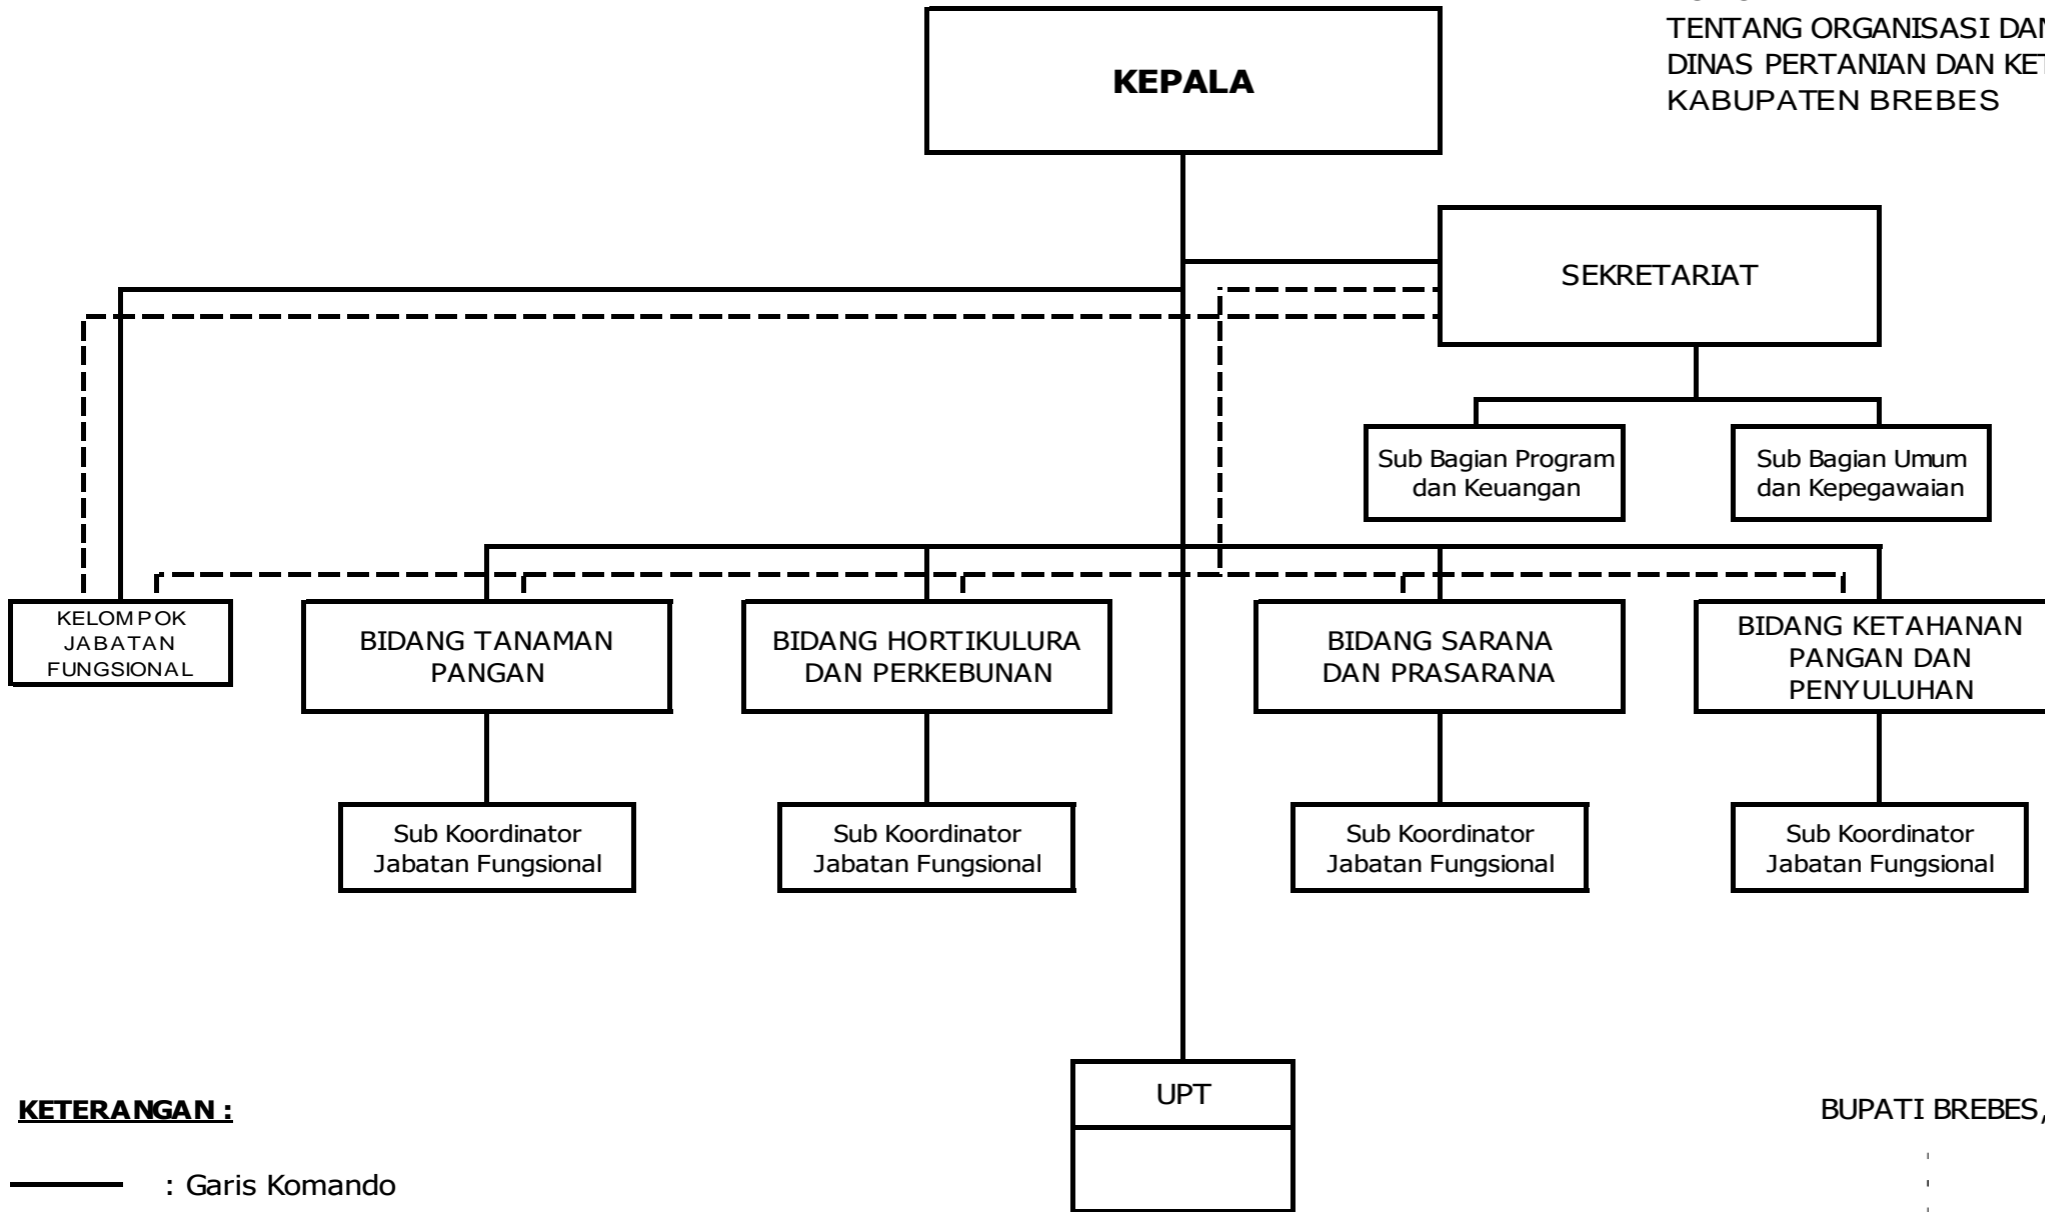 TENTANG ORGANISASI DAN
DINAS PERTANIAN DAN KET
KABUPATEN BREBES
KEPALA
SEKRETARIAT
Sub Bagian Program
dan Keuangan
Sub Bagian Umum
dan Kepegawaian
KELOMPOK
JABATAN
FUNGSIONAL
BIDANG TANAMAN
PANGAN
BIDANG HORTIKULURA
DAN PERKEBUNAN
BIDANG SARANA
DAN PRASARANA
BIDANG KETAHANAN
PANGAN DAN
PENYULUHAN
Sub Koordinator
Jabatan Fungsional
Sub Koordinator
Jabatan Fungsional
Sub Koordinator
Jabatan Fungsional
Sub Koordinator
Jabatan Fungsional
UPT
KETERANGAN :
: Garis Komando
BUPATI BREBES,